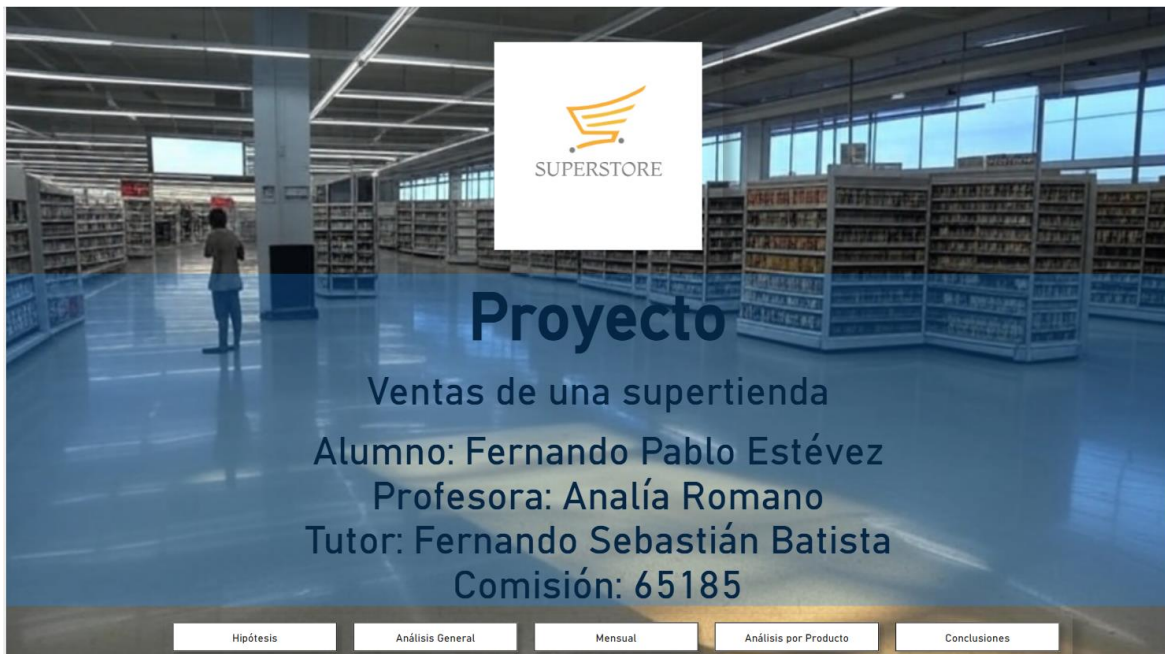 SUPERSTORE
Proyecto
Ventas de una supertienda
Alumno: Fernando Pablo Estévez
Profesora: Analía Romano
Tutor: Fernando Sebastián Batista
Comisión: 65185
Hipótesis
Análisis General
Mensual
Análisis por Producto
Conclusiones